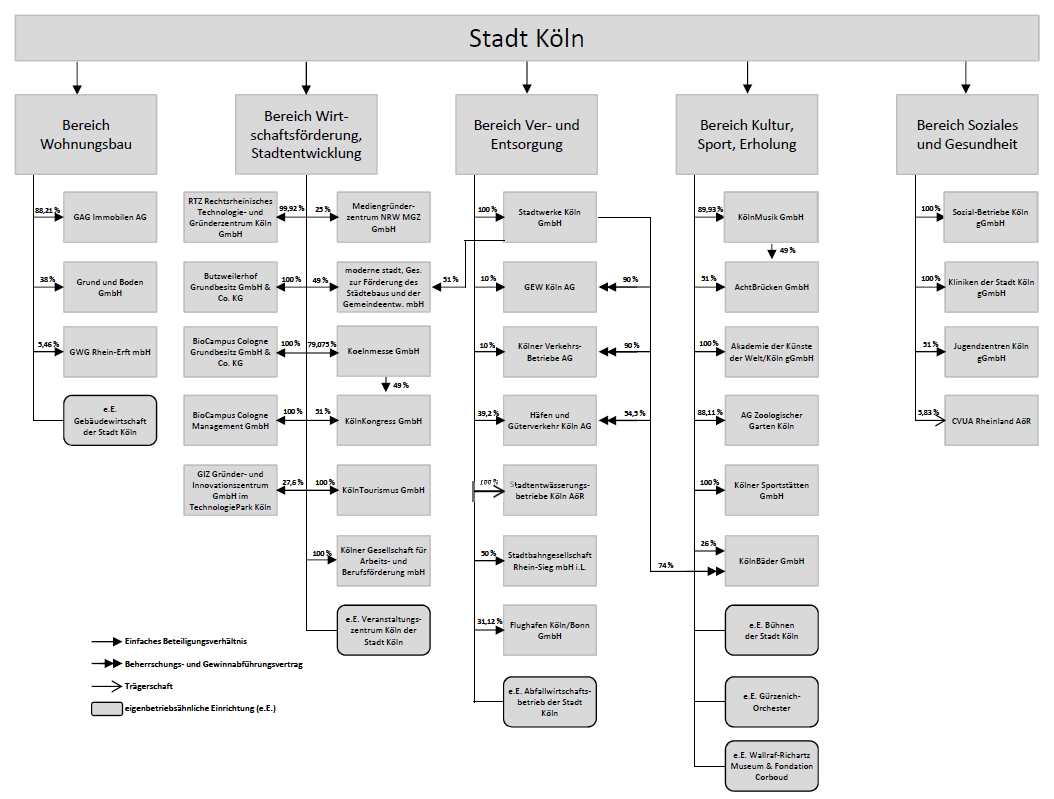 Stadt Köln
Bereich
Wohnungsbau
88,21 %
GAG Immobilen AG
38%
Grund und Boden
GmbH
5,46 %
GWG Rhein-Erft mbH
e.E.
Gebäudewirtschaft
der Stadt Köln
Bereich Wirt-
schaftsförderung,
Stadtentwicklung
RTZ Rechtsrheinisches
Technologie- und
Gründerzentrum Köln
GmbH
99,92 %
25 %
Mediengründer-
zentrum NRW MGZ
GmbH
Butzweilerhof
Grundbesitz GmbH &
Co. KG
100 %
49 %
moderne stadt, Ges.
zur Förderung des
Städtebaus und der
Gemeindeentw. mbH
51 %
BioCampus Cologne
Grundbesitz GmbH &
Co. KG
100 %
79,075 %
Koelnmesse GmbH
49 %
BioCampus Cologne
Management GmbH
100 %
51 %
KölnKongress GmbH
GIZ Gründer- und
Innovationszentrum
GmbH im
TechnologiePark Köln
27,6 %
100 %
KölnTourismus GmbH
100 %
Kölner Gesellschaft für
Arbeits- und
Berufsförderung mbH
e.E. Veranstaltungs-
zentrum Köln der
Stadt Köln
Bereich Ver- und
Entsorgung
100 %
Stadtwerke Köln
GmbH
10 %
GEW Köln AG
90 %
10 %
Kölner Verkehrs-
Betriebe AG
90 %
39,2 %
Häfen und
Güterverkehr Köln AG
54,5 %
100 %
Stadtentwässerungs-
betriebe Köln AöR
50 %
Stadtbahngesellschaft
Rhein-Sieg mbH i.L.
31,12 %
Flughafen Köln/Bonn
GmbH
e.E. Abfallwirtschafts-
betrieb der Stadt
Köln
Bereich Kultur,
Sport, Erholung
89,93 %
KölnMusik GmbH
49 %
51 %
AchtBrücken GmbH
100 %
Akademie der Künste
der Welt/Köln gGmbH
88,11 %
AG Zoologischer
Garten Köln
100 %
Kölner Sportstätten
GmbH
26 %
74 %
KölnBäder GmbH
e.E. Bühnen
der Stadt Köln
e.E. Gürzenich-
Orchester
e.E. Wallraf-Richartz
Museum & Fondation
Corboud
Bereich Soziales
und Gesundheit
100 %
Sozial-Betriebe Köln
gGmbH
100 %
Kliniken der Stadt Köln
gGmbH
51 %
Jugendzentren Köln
gGmbH
5,83 %
CVUA Rheinland AöR
Einfaches Beteiligungsverhältnis
Beherrschungs- und Gewinnabführungsvertrag
Trägerschaft
eigenbetriebsähnliche Einrichtung (e.E.)